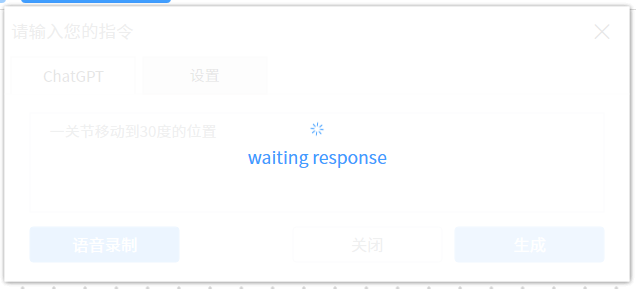 请输入您的指令
ChatGPT
设置
一关节移动到30度的位置
waiting response
语音录制
关闭
生成